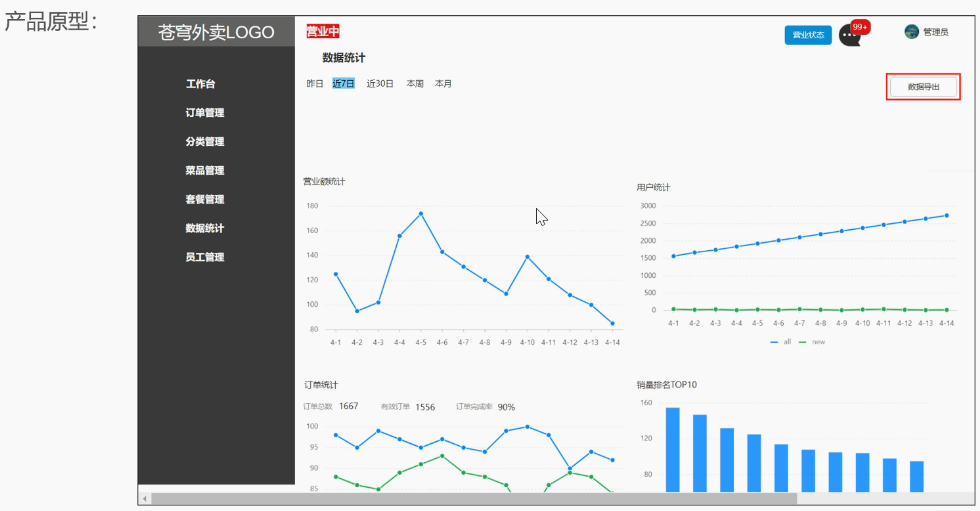 产品原型：
苍穹外卖LOGO
营业中
营业状态
99+
管理员
数据统计
昨日 近7日 近30日 本周 本月
数据导出
工作台
订单管理
分类管理
菜品管理
套餐管理
数据统计
员工管理
营业额统计
180
160
140
120
100
80
4-1 4-2 4-3 4-4 4-5 4-6 4-7 4-8 4-9 4-10 4-11 4-12 4-13 4-14
用户统计
3000
2500
2000
1500
1000
500
0
4-1 4-2 4-3 4-4 4-5 4-6 4-7 4-8 4-9 4-10 4-11 4-12 4-13 4-14
all new
订单统计
订单总数 1667 有效订单 1556 订单完成率 90%
100
95
90
85
销量排名TOP10
160
120
80